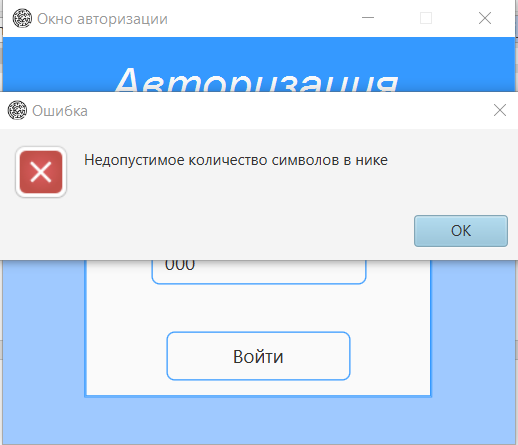 Окно авторизации
Авторизация
Ошибка
Недопустимое количество символов в нике
OK
000
Войти